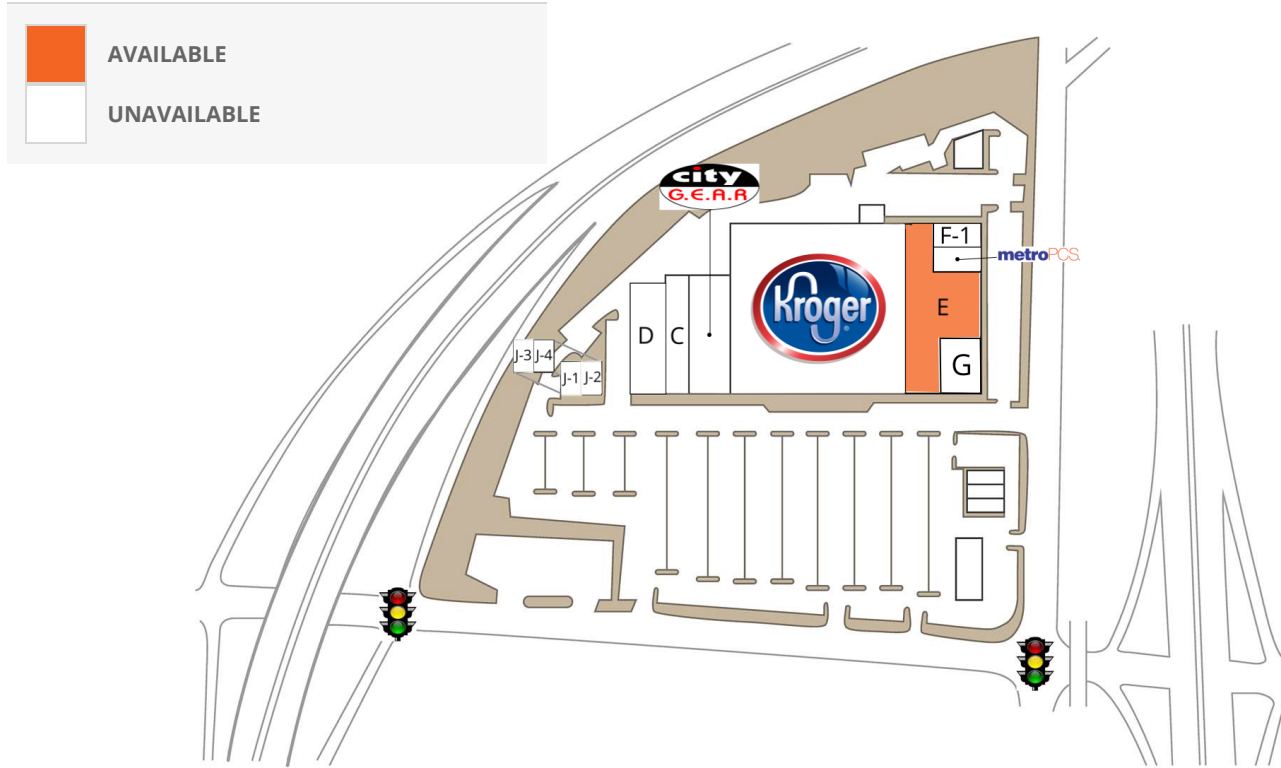 AVAILABLE
UNAVAILABLE
city
G.E.A.R
F-1
metroPCS.
Kroger
E
D
C
J-3
J-4
G
J-1
J-2